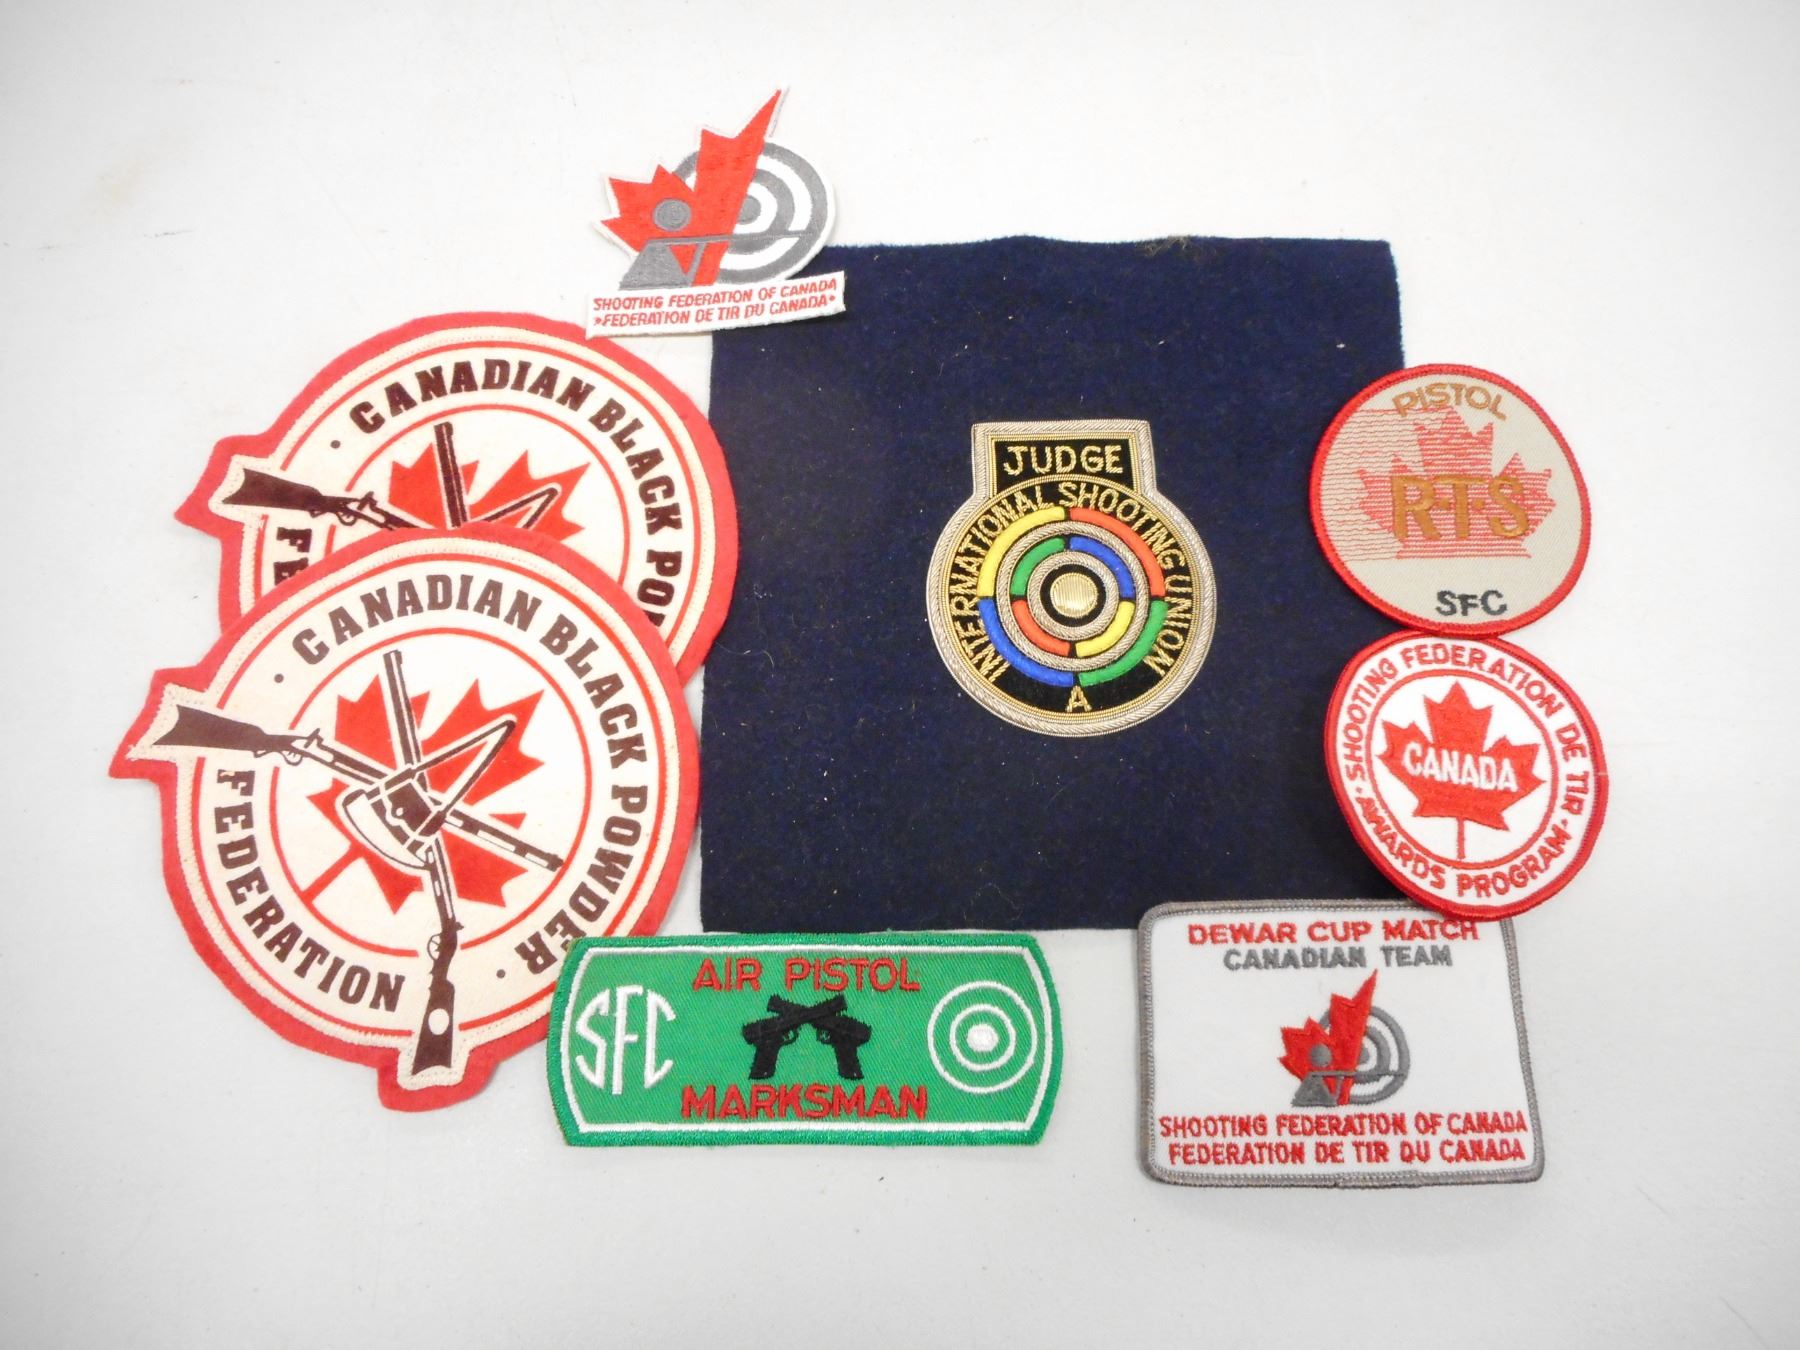 SHOOTING FEDERATION OF CANADA
FEDERATION DE TIR DU CANADA
CANADIAN BLACK POW
FE
CANADIAN BLACK POWDER
FEDERATION
JUDGE
INTERNATIONAL SHOOTING UNION
A
PISTOL
R·T·S
SFC
SHOOTING FEDERATION DE TIR
CANADA
AWARDS PROGRAM
SFC
AIR PISTOL
MARKSMAN
DEWAR CUP MATCH
CANADIAN TEAM
SHOOTING FEDERATION OF CANADA
FEDERATION DE TIR DU CANADA